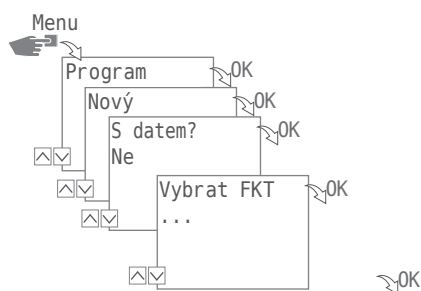 Menu
Program OK
Nový OK
S datem? OK
Ne
Vybrat FKT OK
...
OK